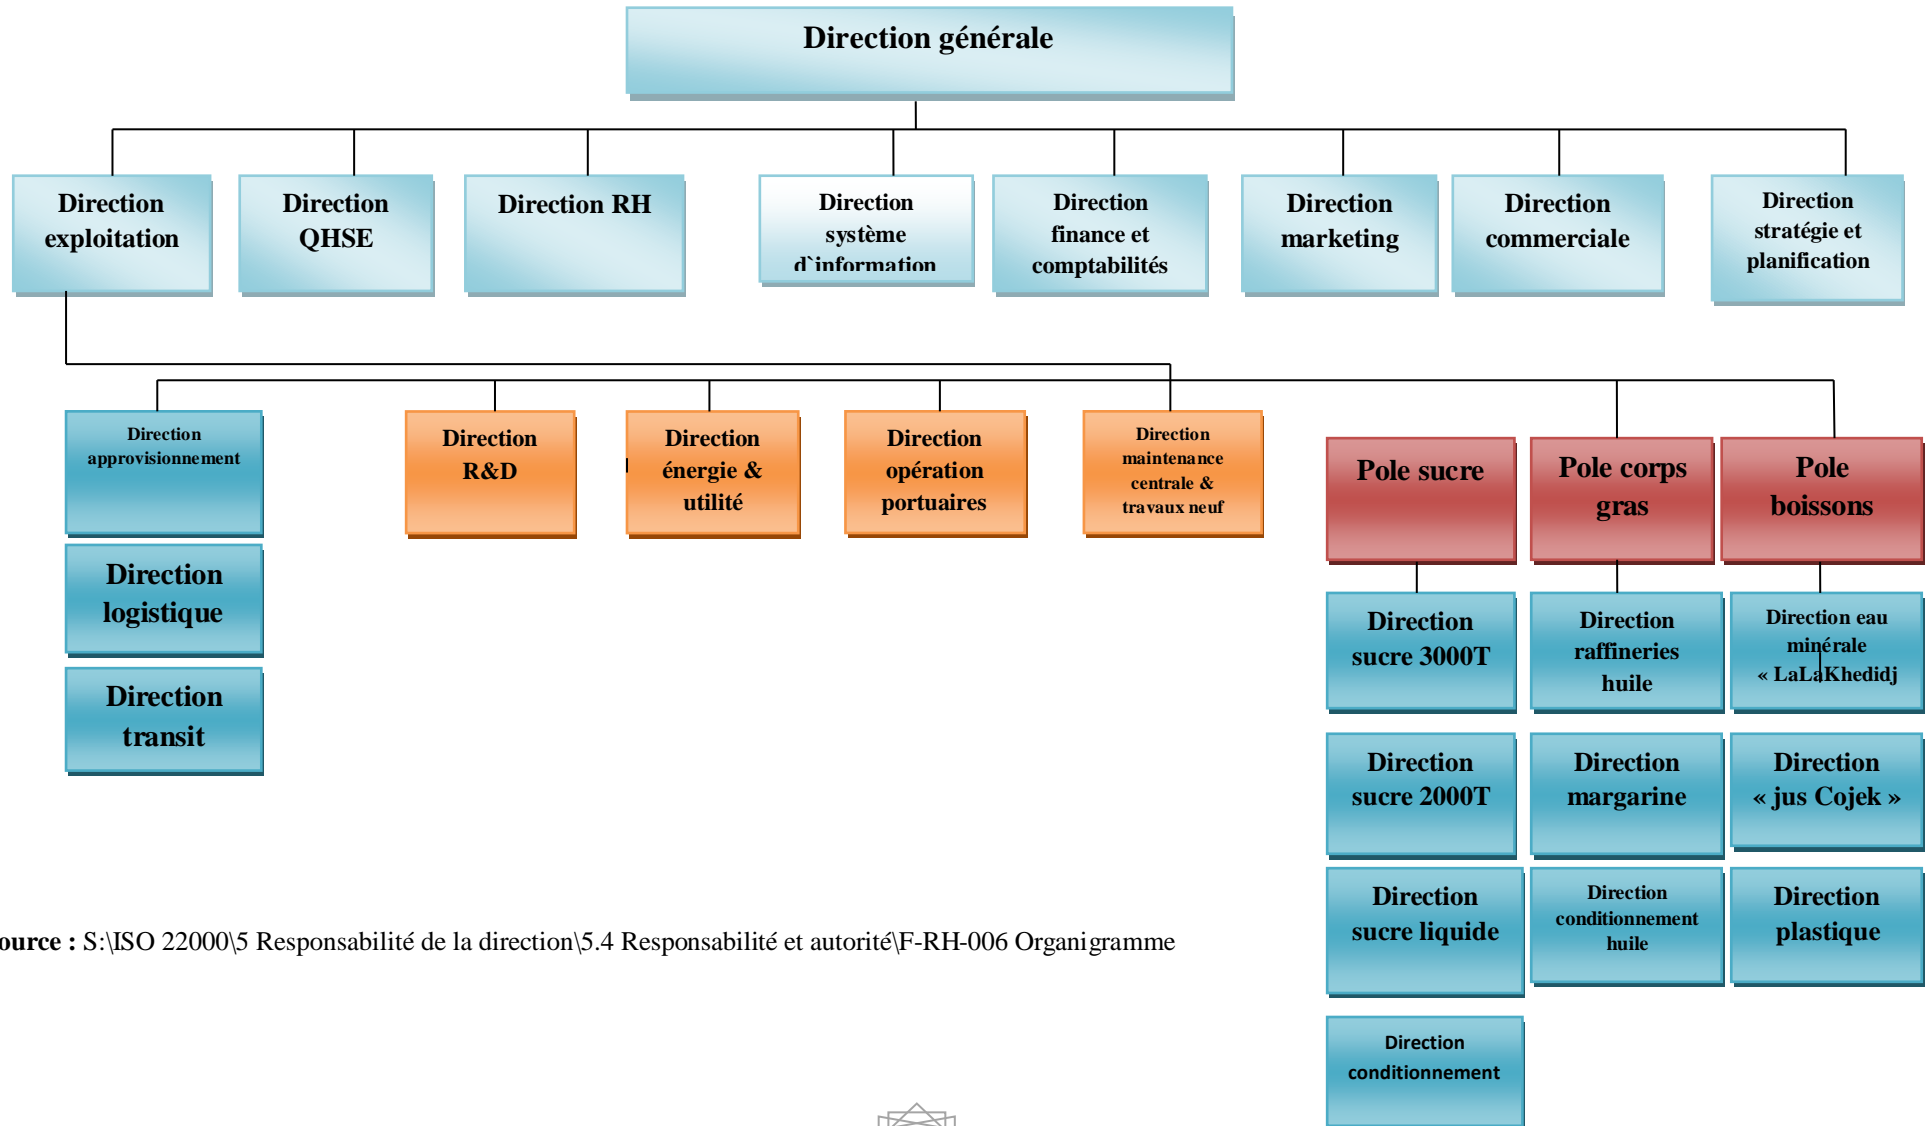 Direction générale
Direction
exploitation
Direction
QHSE
Direction RH
Direction
système
d`information
Direction
finance et
comptabilités
Direction
marketing
Direction
commerciale
Direction
stratégie et
planification
Direction
approvisionnement
Direction
logistique
Direction
transit
Direction
R&D
Direction
énergie &
utilité
Direction
opération
portuaires
Direction
maintenance
centrale &
travaux neuf
Pole sucre
Pole corps
gras
Pole
boissons
Direction
sucre 3000T
Direction
raffineries
huile
Direction eau
minérale
« LaLaKhedidj
Direction
sucre 2000T
Direction
margarine
Direction
« jus Cojek »
Direction
sucre liquide
Direction
conditionnement
huile
Direction
plastique
Direction
conditionnement
ource : S:\ISO 22000\5 Responsabilité de la direction\5.4 Responsabilité et autorité\F-RH-006 Organigramme